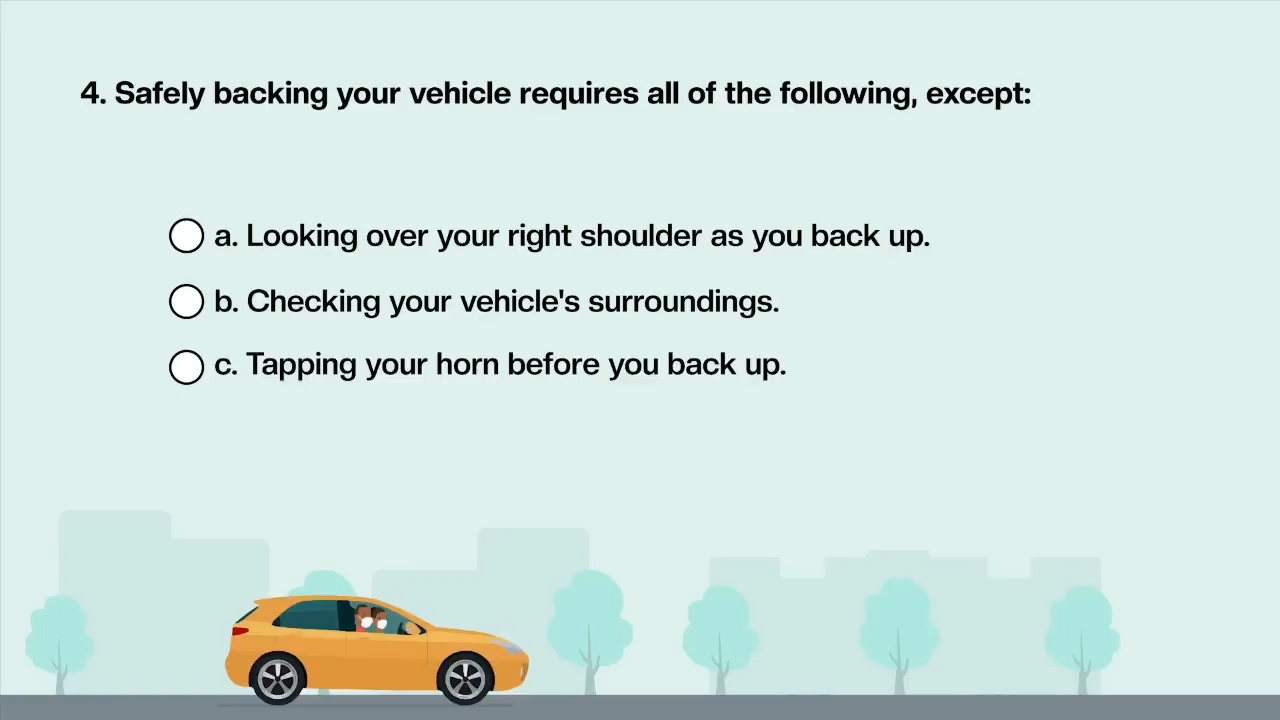 4. Safely backing your vehicle requires all of the following, except:
a. Looking over your right shoulder as you back up.
b. Checking your vehicle's surroundings.
c. Tapping your horn before you back up.